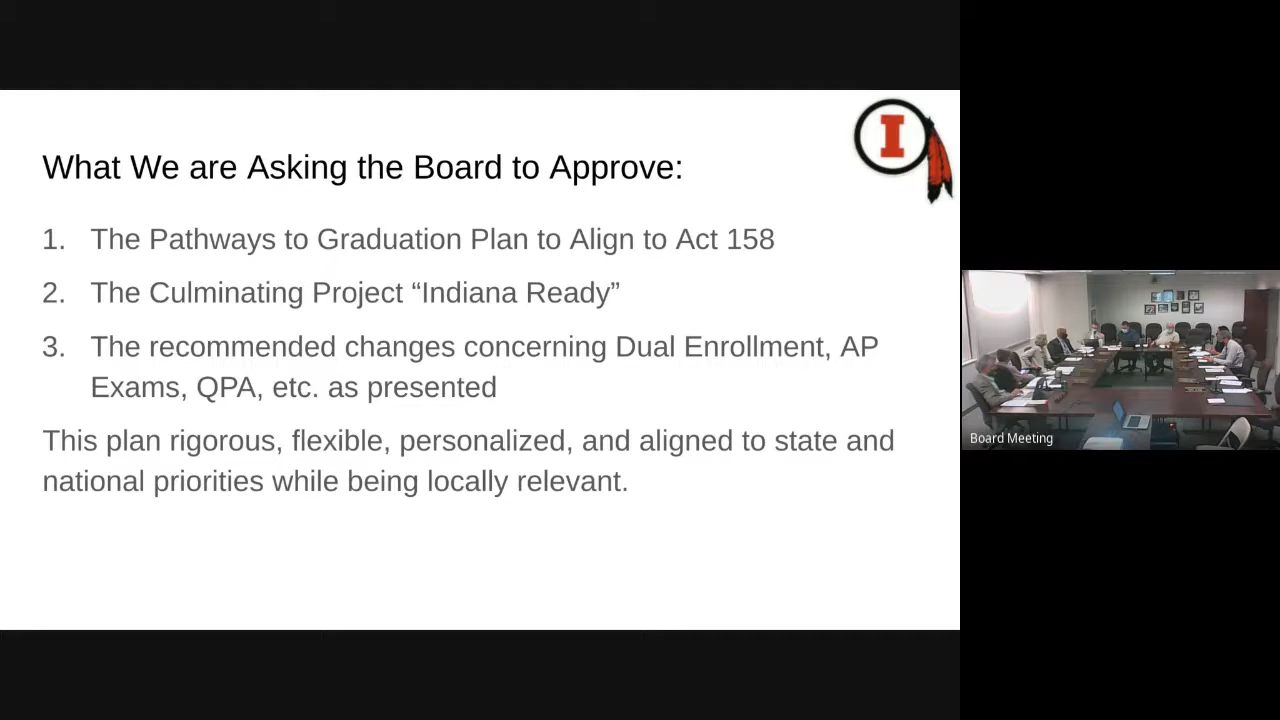 I
What We are Asking the Board to Approve:
1. The Pathways to Graduation Plan to Align to Act 158
2. The Culminating Project “Indiana Ready”
3. The recommended changes concerning Dual Enrollment, AP
Exams, QPA, etc. as presented
This plan rigorous, flexible, personalized, and aligned to state and
national priorities while being locally relevant.
Board Meeting